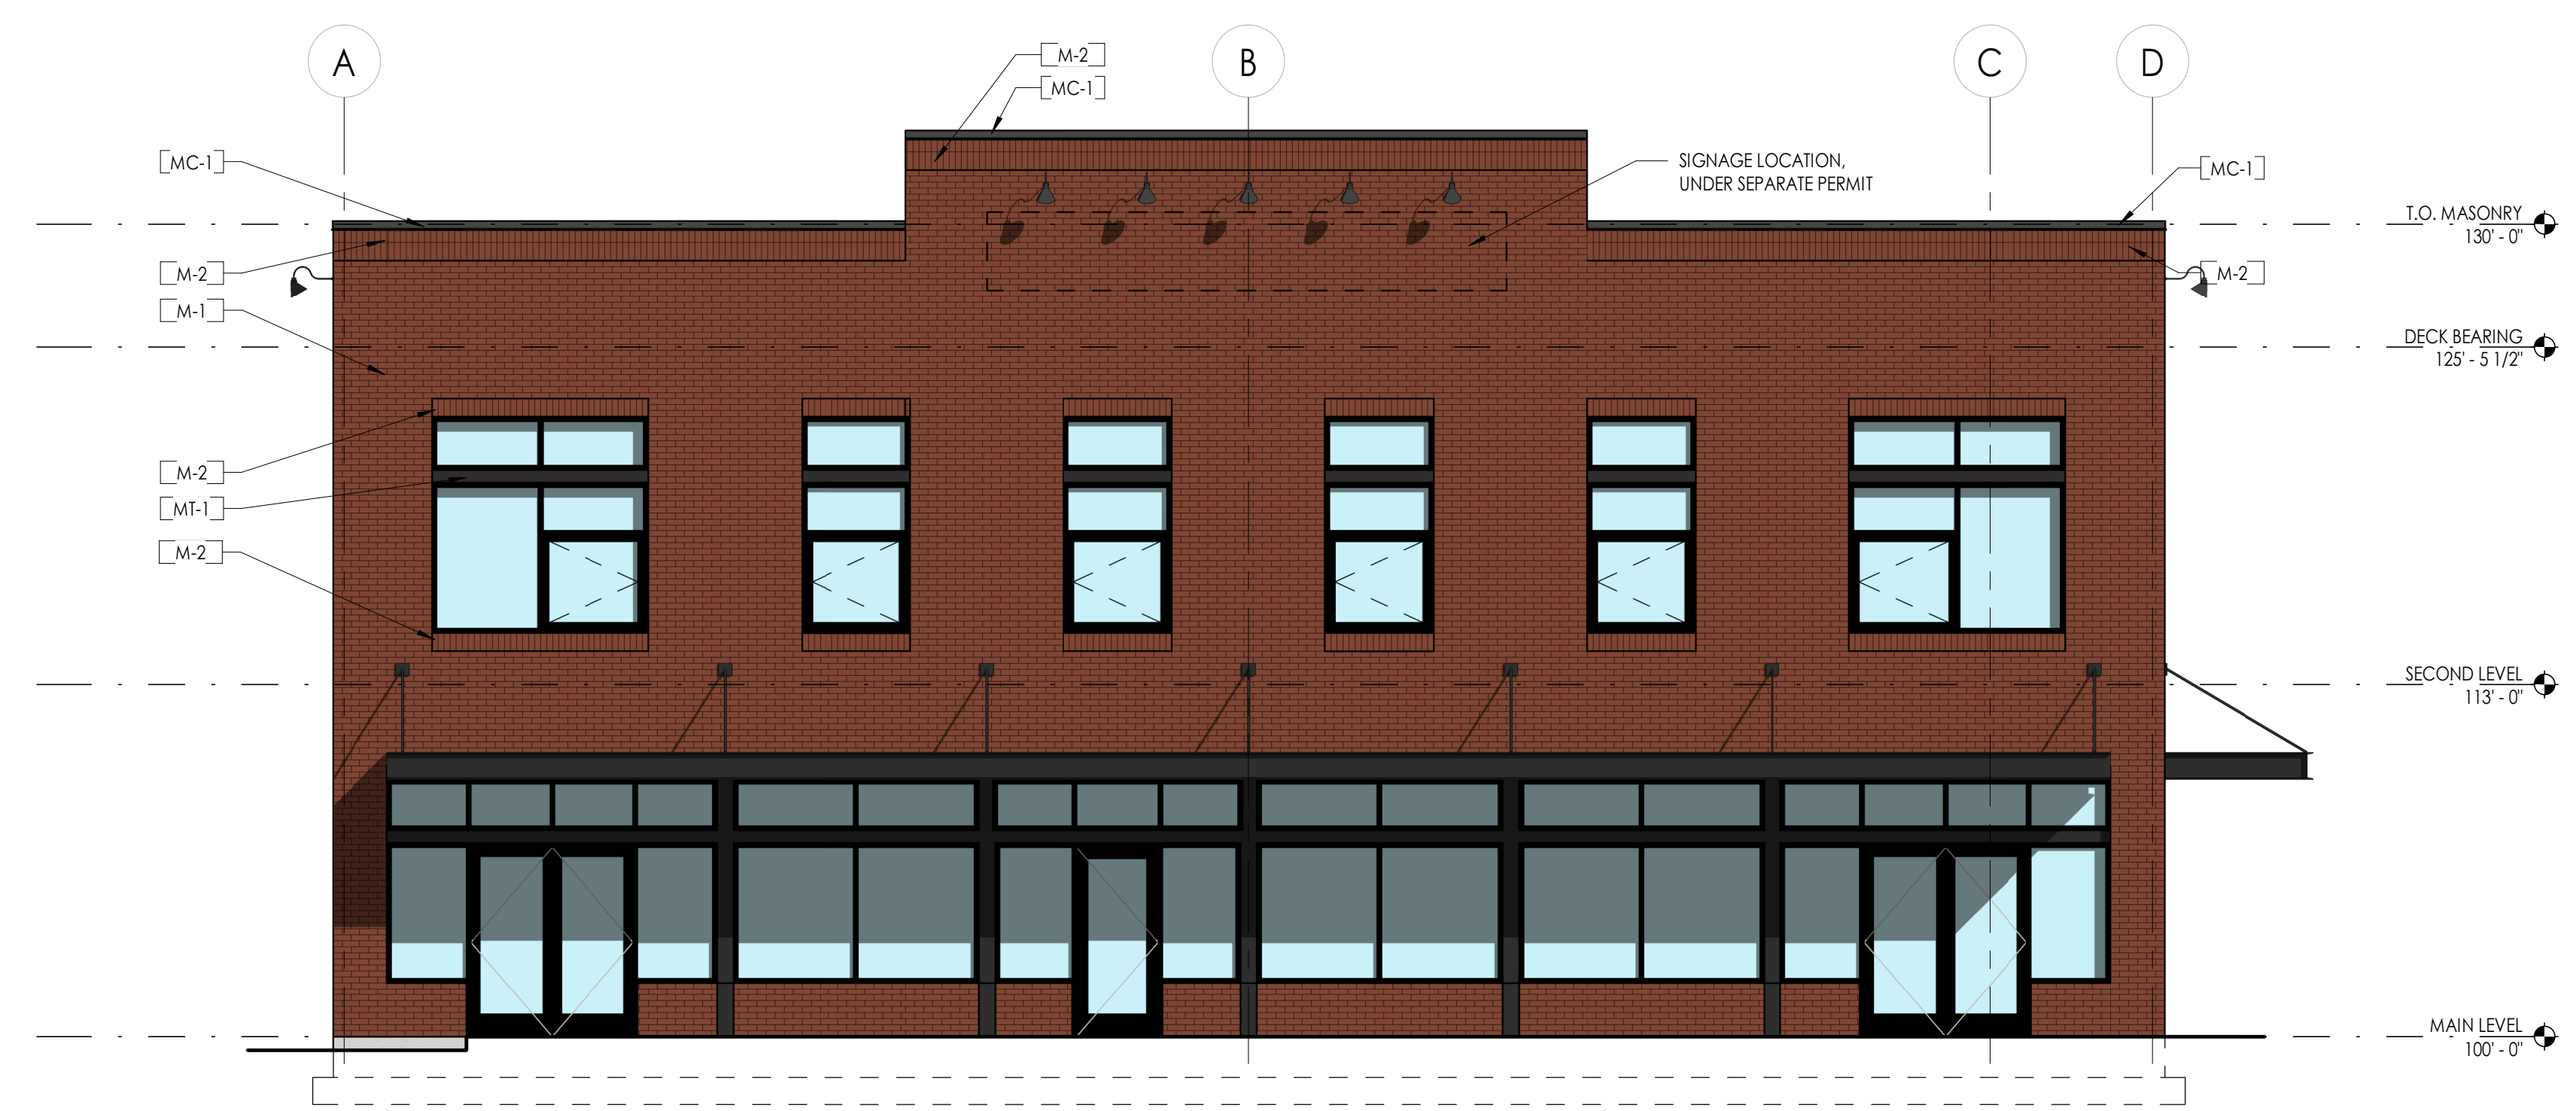 A
B
C
D
[M-2]
[MC-1]
[MC-1]
SIGNAGE LOCATION,
UNDER SEPARATE PERMIT
[MC-1]
T.O. MASONRY
130' - 0"
[M-2]
[M-2]
[M-1]
DECK BEARING
125' - 5 1/2"
[M-2]
[MT-1]
[M-2]
SECOND LEVEL
113' - 0"
MAIN LEVEL
100' - 0"